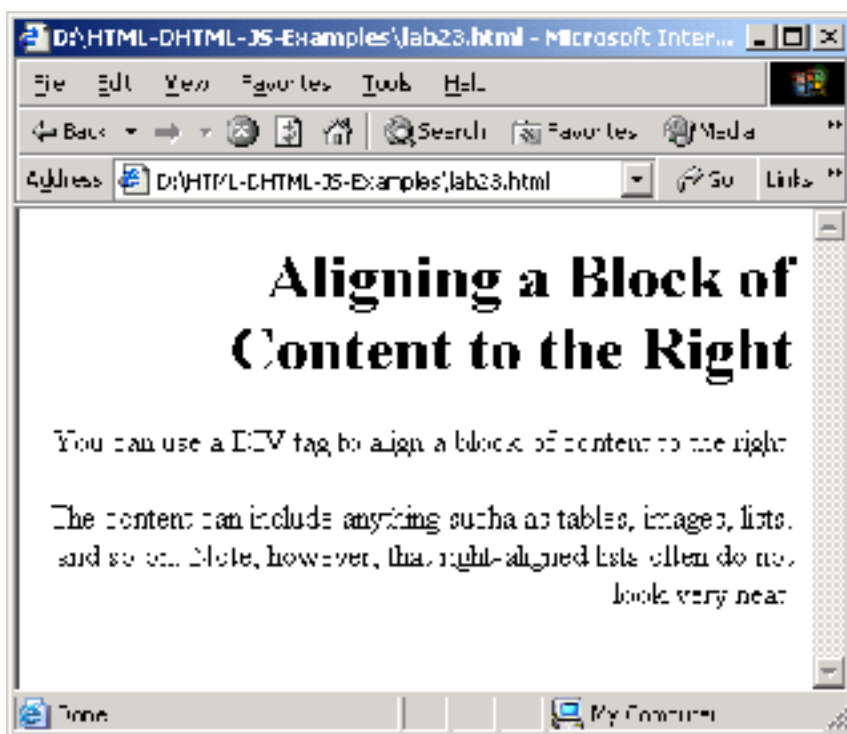 D:\HTML-DHTML-JS-Examples\lab23.html - Microsoft Inter...
File Edit View Favorites Tools Help
Back Search Favorites Media
Address D:\HTML-DHTML-JS-Examples\lab23.html Go Links
Aligning a Block of
Content to the Right
You can use a DIV tag to align a block of content to the right
The content can include anything sucha as tables, images, lists,
and so on. Note, however, that right-aligned lists often do not
look very neat
Done My Computer